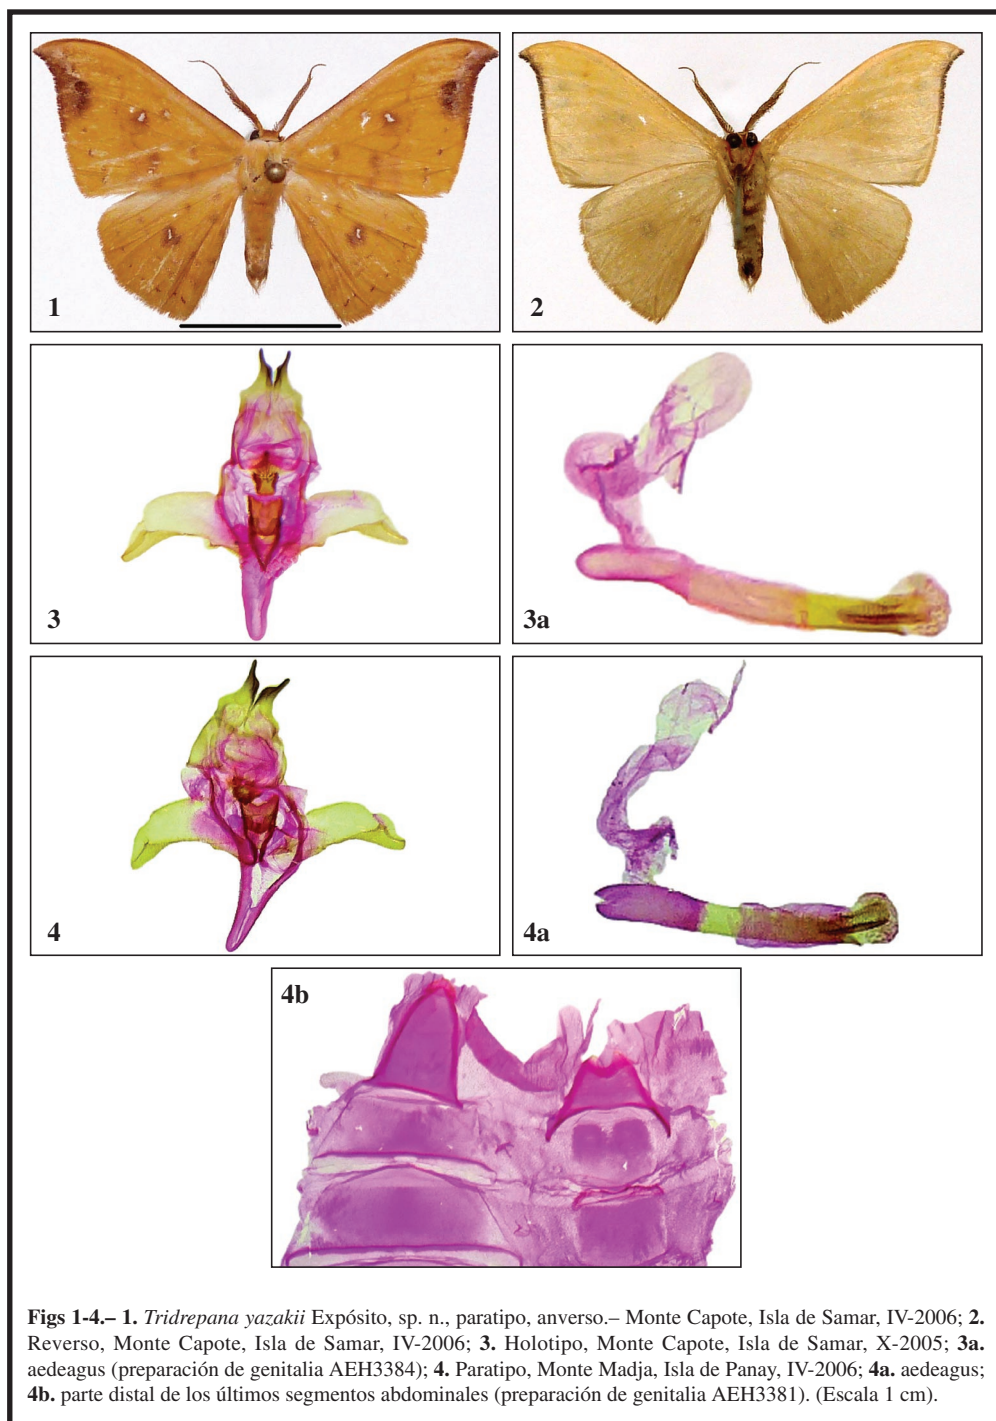 1
2
3
3a
4
4a
4b
Figs 1-4.– 1. Tridrepana yazakii Expósito, sp. n., paratipo, anverso.– Monte Capote, Isla de Samar, IV-2006; 2.
Reverso, Monte Capote, Isla de Samar, IV-2006; 3. Holotipo, Monte Capote, Isla de Samar, X-2005; 3a.
aedeagus (preparación de genitalia AEH3384); 4. Paratipo, Monte Madja, Isla de Panay, IV-2006; 4a. aedeagus;
4b. parte distal de los últimos segmentos abdominales (preparación de genitalia AEH3381). (Escala 1 cm).